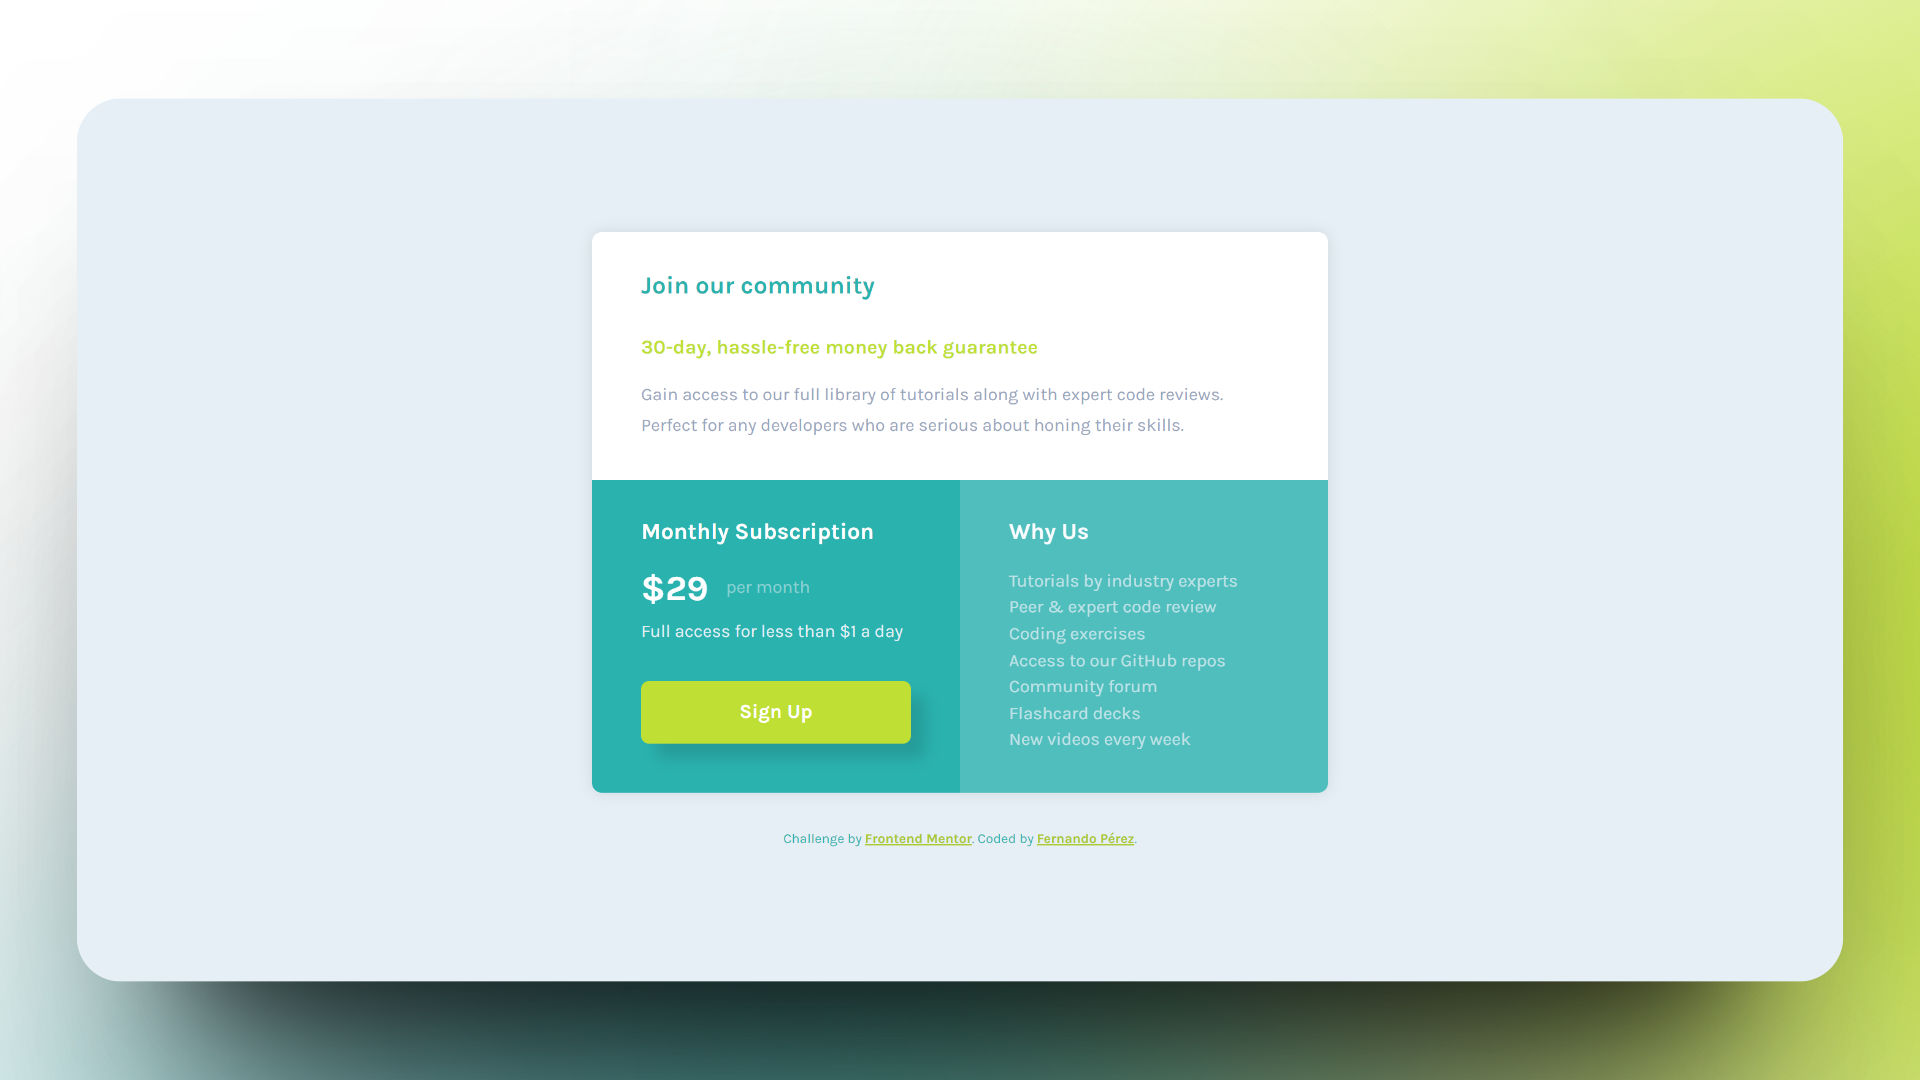 Join our community
30-day, hassle-free money back guarantee
Gain access to our full library of tutorials along with expert code reviews.
Perfect for any developers who are serious about honing their skills.
Monthly Subscription
$29 per month
Full access for less than $1 a day
Sign Up
Why Us
Tutorials by industry experts
Peer & expert code review
Coding exercises
Access to our GitHub repos
Community forum
Flashcard decks
New videos every week
Challenge by Frontend Mentor. Coded by Fernando Pérez.